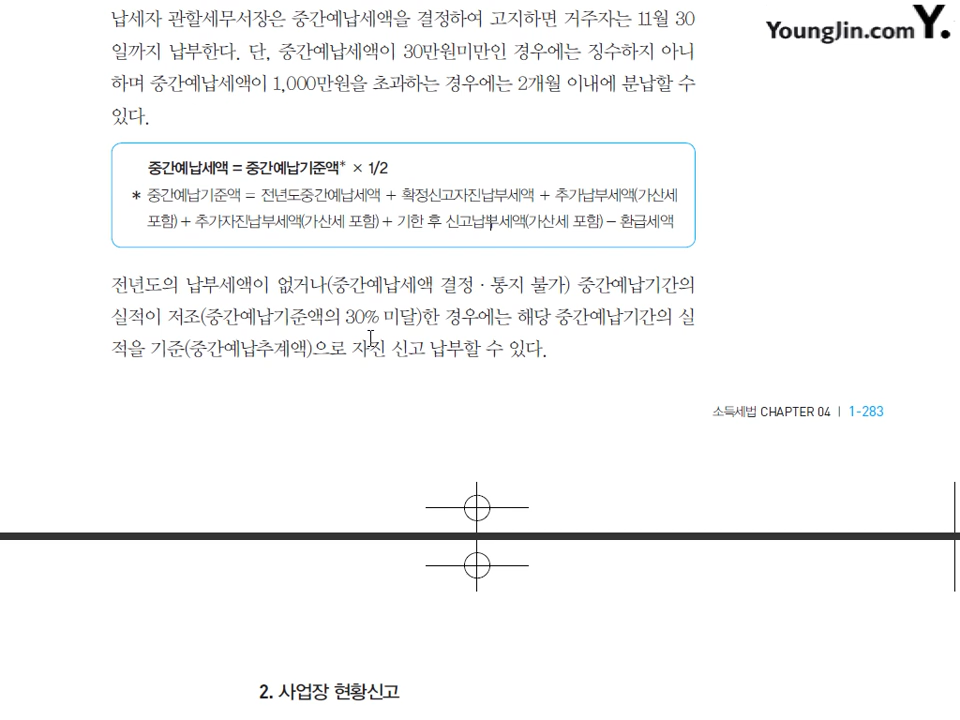 YoungJin.com Y.
납세자 관할세무서장은 중간예납세액을 결정하여 고지하면 거주자는 11월 30
일까지 납부한다. 단, 중간예납세액이 30만원미만인 경우에는 징수하지 아니
하며 중간예납세액이 1,000만원을 초과하는 경우에는 2개월 이내에 분납할 수
있다.
중간예납세액 = 중간예납기준액* × 1/2
* 중간예납기준액 = 전년도중간예납세액 + 확정신고자진납부세액 + 추가납부세액(가산세
포함) + 추가자진납부세액(가산세 포함) + 기한 후 신고납부세액(가산세 포함) - 환급세액
전년도의 납부세액이 없거나(중간예납세액 결정·통지 불가) 중간예납기간의
실적이 저조(중간예납기준액의 30% 미달)한 경우에는 해당 중간예납기간의 실
적을 기준(중간예납추계액)으로 자진 신고 납부할 수 있다.
소득세법 CHAPTER 04 | 1-283
2. 사업장 현황신고